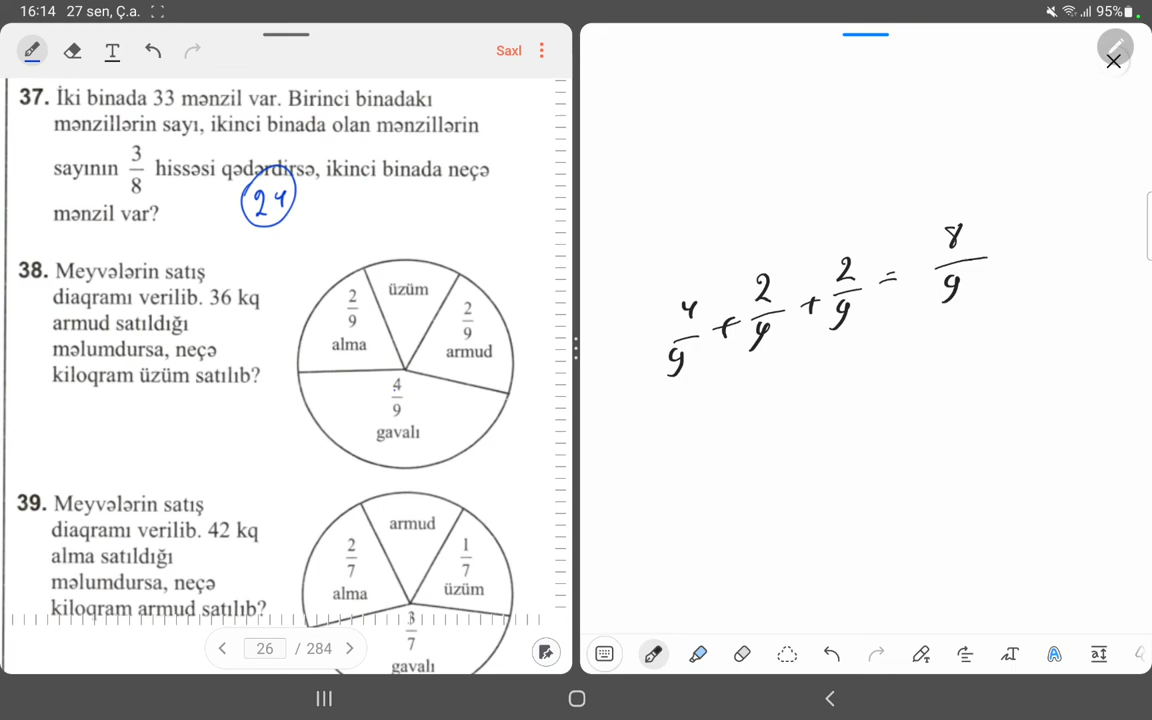 16:14 27 sen, Ç.a.
95%
T
Saxl
37. İki binada 33 mənzil var. Birinci binadakı
mənzillərin sayı, ikinci binada olan mənzillərin
sayının 3/8 hissəsi qədərdirsə, ikinci binada neçə
mənzil var?
24
38. Meyvələrin satış
diaqramı verilib. 36 kq
armud satıldığı
məlumdursa, neçə
kiloqram üzüm satılıb?
üzüm
2/9
alma
2/9
armud
4/9
gavalı
39. Meyvələrin satış
diaqramı verilib. 42 kq
alma satıldığı
məlumdursa, neçə
kiloqram armud satılıb?
armud
2/7
alma
1/7
üzüm
3/7
gavalı
26 / 284
4/9 + 2/9 + 2/9 = 8/9